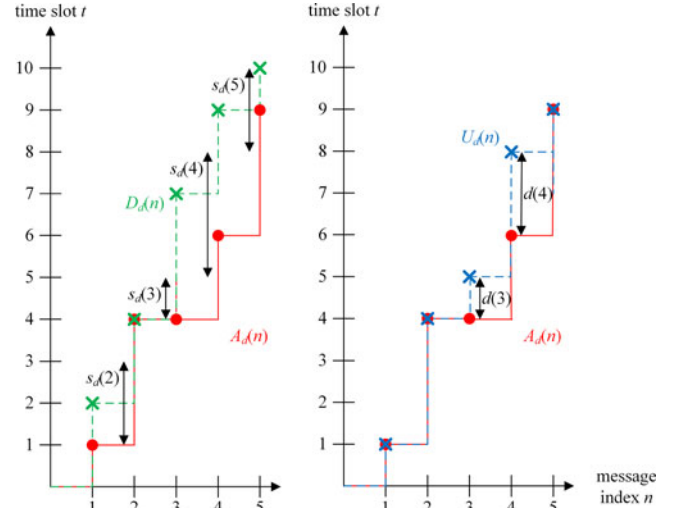 time slot t
10
9
8
7
6
5
4
3
2
1
s_d(5)
s_d(4)
D_d(n)
s_d(3)
A_d(n)
s_d(2)
1 2 3 4 5
time slot t
10
9
8
7
6
5
4
3
2
1
U_d(n)
d(4)
d(3)
A_d(n)
1 2 3 4 5
message
index n